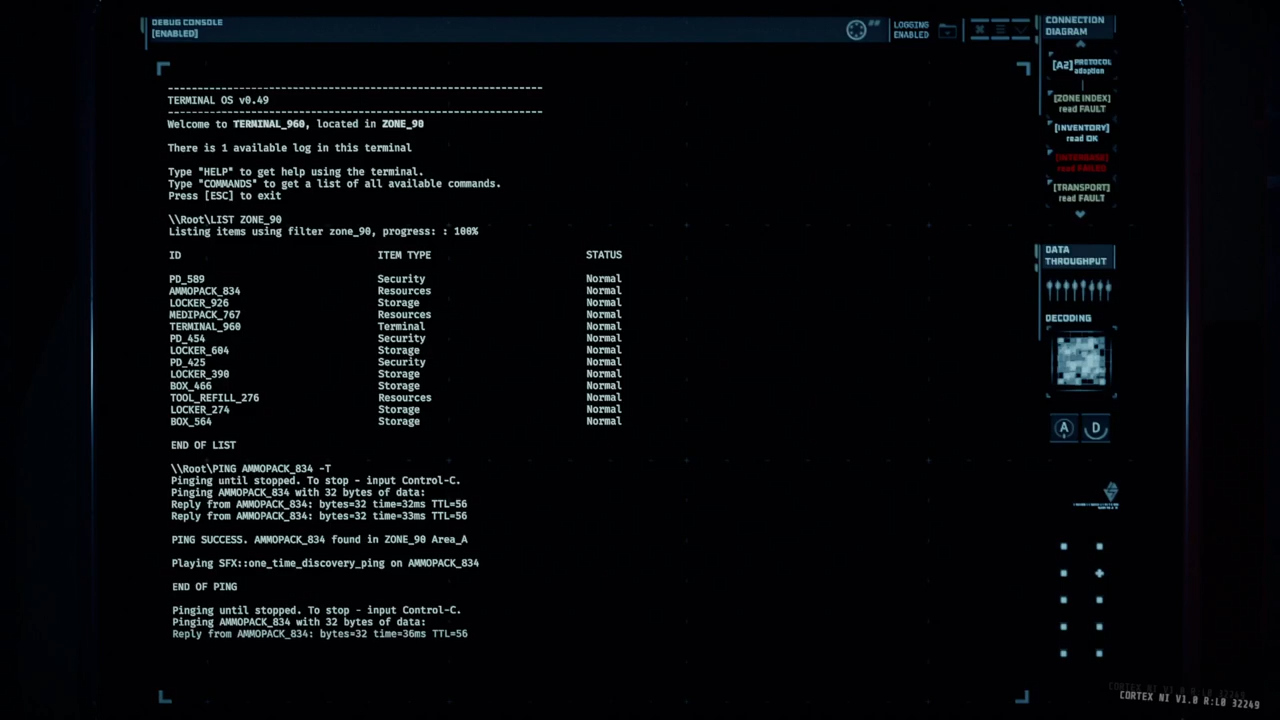 DEBUG CONSOLE
[ENABLED]
LOGGING
ENABLED
CONNECTION
DIAGRAM
[A2] PROTOCOL
adaption
[ZONE INDEX]
read FAULT
[INVENTORY]
read OK
[INTERBASE]
read FAILED
[TRANSPORT]
read FAULT
DATA
THROUGHPUT
DECODING
A D
--------------------------------------------------------------
TERMINAL OS v0.49
--------------------------------------------------------------
Welcome to TERMINAL_960, located in ZONE_90
There is 1 available log in this terminal
Type "HELP" to get help using the terminal.
Type "COMMANDS" to get a list of all available commands.
Press [ESC] to exit
\\Root\LIST ZONE_90
Listing items using filter zone_90, progress: : 100%
ID ITEM TYPE STATUS
PD_589 Security Normal
AMMOPACK_834 Resources Normal
LOCKER_926 Storage Normal
MEDIPACK_767 Resources Normal
TERMINAL_960 Terminal Normal
PD_454 Security Normal
LOCKER_604 Storage Normal
PD_425 Security Normal
LOCKER_390 Storage Normal
BOX_466 Storage Normal
TOOL_REFILL_276 Resources Normal
LOCKER_274 Storage Normal
BOX_564 Storage Normal
END OF LIST
\\Root\PING AMMOPACK_834 -T
Pinging until stopped. To stop - input Control-C.
Pinging AMMOPACK_834 with 32 bytes of data:
Reply from AMMOPACK_834: bytes=32 time=32ms TTL=56
Reply from AMMOPACK_834: bytes=32 time=33ms TTL=56
PING SUCCESS. AMMOPACK_834 found in ZONE_90 Area_A
Playing SFX::one_time_discovery_ping on AMMOPACK_834
END OF PING
Pinging until stopped. To stop - input Control-C.
Pinging AMMOPACK_834 with 32 bytes of data:
Reply from AMMOPACK_834: bytes=32 time=36ms TTL=56
CORTEX NI V1.0 R:L0 32249